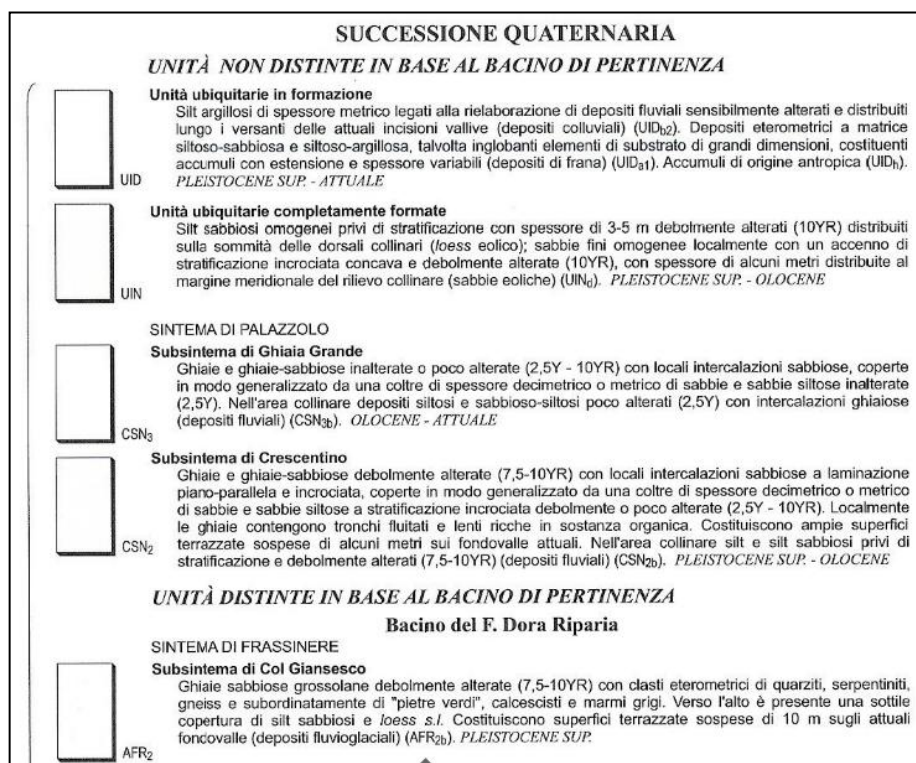 SUCCESSIONE QUATERNARIA
UNITÀ NON DISTINTE IN BASE AL BACINO DI PERTINENZA
Unità ubiquitarie in formazione
Silt argillosi di spessore metrico legati alla rielaborazione di depositi fluviali sensibilmente alterati e distribuiti
lungo i versanti delle attuali incisioni vallive (depositi colluviali) (UIDb2). Depositi eterometrici a matrice
siltoso-sabbiosa e siltoso-argillosa, talvolta inglobanti elementi di substrato di grandi dimensioni, costituenti
accumuli con estensione e spessore variabili (depositi di frana) (UIDa1). Accumuli di origine antropica (UIDh).
UID
PLEISTOCENE SUP. - ATTUALE
Unità ubiquitarie completamente formate
Silt sabbiosi omogenei privi di stratificazione con spessore di 3-5 m debolmente alterati (10YR) distribuiti
sulla sommità delle dorsali collinari (loess eolico); sabbie fini omogenee localmente con un accenno di
stratificazione incrociata concava e debolmente alterate (10YR), con spessore di alcuni metri distribuite al
margine meridionale del rilievo collinare (sabbie eoliche) (UINd). PLEISTOCENE SUP. - OLOCENE
UIN
SINTEMA DI PALAZZOLO
Subsintema di Ghiaia Grande
Ghiaie e ghiaie-sabbiose inalterate o poco alterate (2,5Y - 10YR) con locali intercalazioni sabbiose, coperte
in modo generalizzato da una coltre di spessore decimetrico o metrico di sabbie e sabbie siltose inalterate
(2,5Y). Nell'area collinare depositi siltosi e sabbioso-siltosi poco alterati (2,5Y) con intercalazioni ghiaiose
(depositi fluviali) (CSN3b). OLOCENE - ATTUALE
CSN3
Subsintema di Crescentino
Ghiaie e ghiaie-sabbiose debolmente alterate (7,5-10YR) con locali intercalazioni sabbiose a laminazione
piano-parallela e incrociata, coperte in modo generalizzato da una coltre di spessore decimetrico o metrico
di sabbie e sabbie siltose a stratificazione incrociata debolmente o poco alterate (2,5Y - 10YR). Localmente
le ghiaie contengono tronchi fluitati e lenti ricche in sostanza organica. Costituiscono ampie superfici
terrazzate sospese di alcuni metri sui fondovalle attuali. Nell'area collinare silt e silt sabbiosi privi di
CSN2
stratificazione e debolmente alterati (7,5-10YR) (depositi fluviali) (CSN2b). PLEISTOCENE SUP. - OLOCENE
UNITÀ DISTINTE IN BASE AL BACINO DI PERTINENZA
Bacino del F. Dora Riparia
SINTEMA DI FRASSINERE
Subsintema di Col Giansesco
Ghiaie sabbiose grossolane debolmente alterate (7,5-10YR) con clasti eterometrici di quarziti, serpentiniti,
gneiss e subordinatamente di "pietre verdi", calcescisti e marmi grigi. Verso l'alto è presente una sottile
copertura di silt sabbiosi e loess s.l. Costituiscono superfici terrazzate sospese di 10 m sugli attuali
fondovalle (depositi fluvioglaciali) (AFR2b). PLEISTOCENE SUP.
AFR2